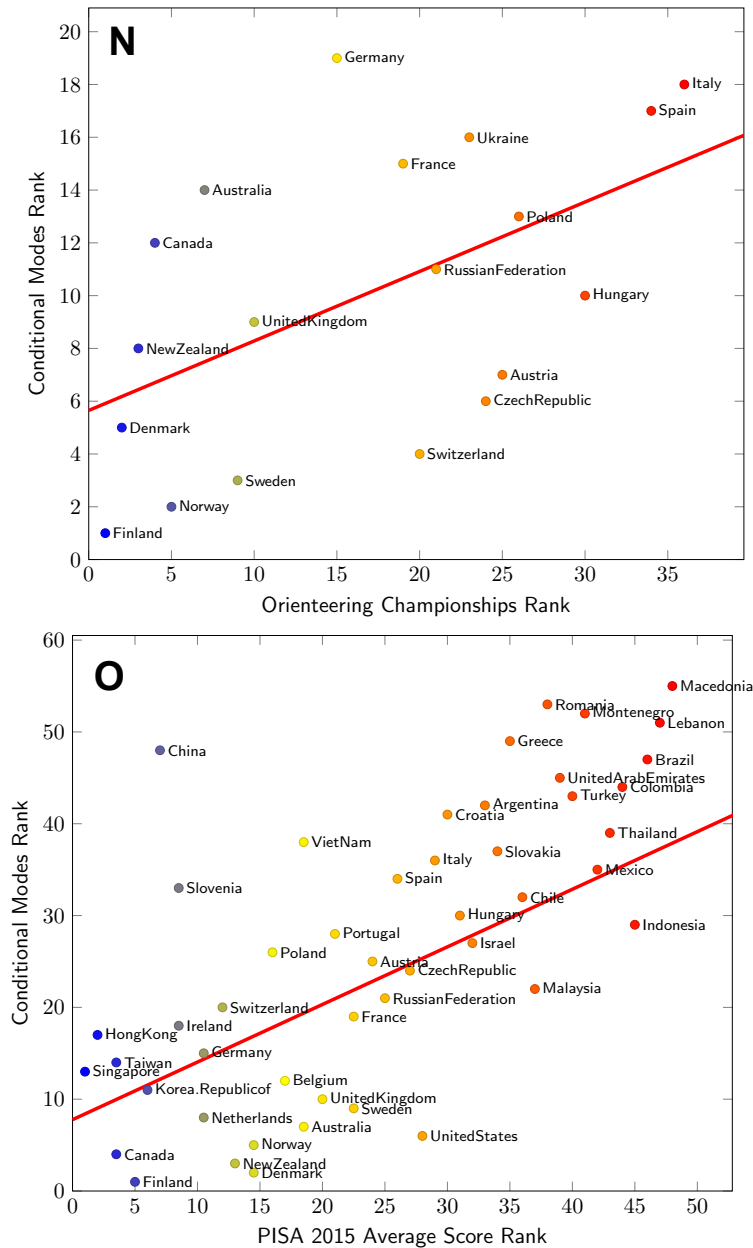 N
20
18
16
14
12
10
8
6
4
2
0
Conditional Modes Rank
Germany
Italy
Spain
Ukraine
France
Australia
Poland
Canada
RussianFederation
Hungary
UnitedKingdom
NewZealand
Austria
CzechRepublic
Denmark
Switzerland
Sweden
Norway
Finland
0 5 10 15 20 25 30 35
Orienteering Championships Rank
O
60
50
40
30
20
10
0
Conditional Modes Rank
Macedonia
Romania
Montenegro
Lebanon
Greece
China
Brazil
UnitedArabEmirates
Colombia
Turkey
Argentina
Croatia
Thailand
VietNam
Slovakia
Italy
Mexico
Spain
Slovenia
Chile
Hungary
Indonesia
Portugal
Israel
Poland
Austria
CzechRepublic
Malaysia
RussianFederation
Switzerland
France
Ireland
HongKong
Germany
Taiwan
Singapore
Belgium
Korea.Republicof
UnitedKingdom
Sweden
Netherlands
Australia
UnitedStates
Norway
Canada
NewZealand
Denmark
Finland
0 5 10 15 20 25 30 35 40 45 50
PISA 2015 Average Score Rank